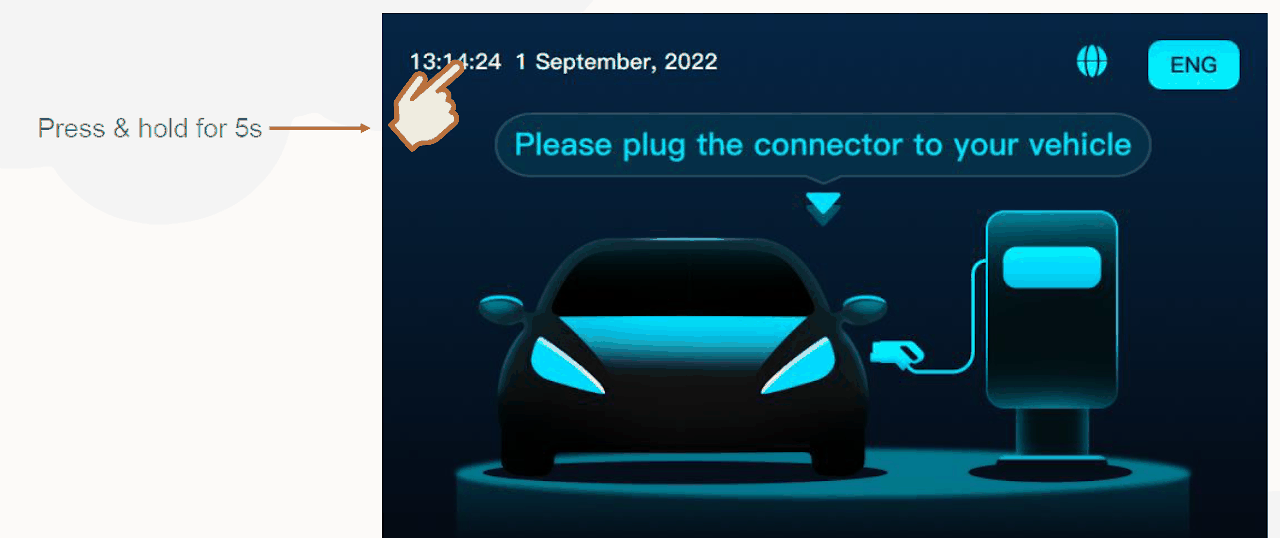 13:14:24 1 September, 2022
ENG
Press & hold for 5s
Please plug the connector to your vehicle